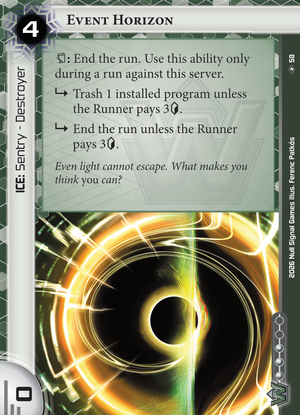 4
Event Horizon
: End the run. Use this ability only
during a run against this server.
↳ Trash 1 installed program unless
the Runner pays 3.
↳ End the run unless the Runner
pays 3.
Even light cannot escape. What makes you
think you can?
ICE: Sentry - Destroyer
58
2026 Null Signal Games illus. Ferenc Patkós
0